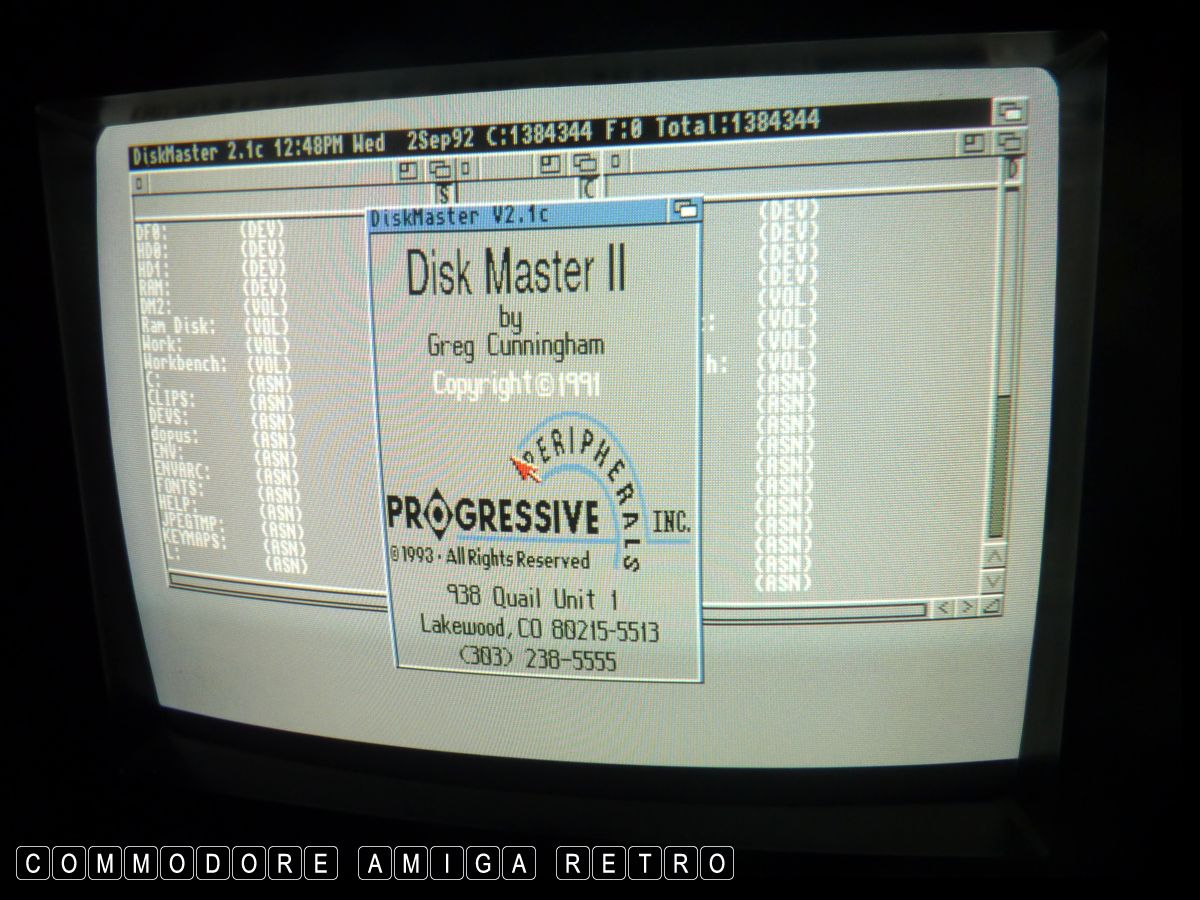 DiskMaster 2.1c 12:48PM Wed 2Sep92 C:1384344 F:0 Total:1384344
S C D
DF0: (DEV)
HD0: (DEV)
HD1: (DEV)
RAM: (DEV)
DM2: (VOL)
Ram Disk: (VOL)
Work: (VOL)
Workbench: (VOL)
C: (ASN)
CLIPS: (ASN)
DEVS: (ASN)
dopus: (ASN)
ENV: (ASN)
ENVARC: (ASN)
FONTS: (ASN)
HELP: (ASN)
JPEGTMP: (ASN)
KEYMAPS: (ASN)
L: (ASN)
DiskMaster V2.1c
Disk Master II
by
Greg Cunningham
Copyright©1991
PERIPHERALS
PROGRESSIVE INC.
©1993 · All Rights Reserved
938 Quail Unit 1
Lakewood,CO 80215-5513
(303) 238-5555
(DEV)
(DEV)
(DEV)
(DEV)
(VOL)
: (VOL)
(VOL)
h: (VOL)
(ASN)
(ASN)
(ASN)
(ASN)
(ASN)
(ASN)
(ASN)
(ASN)
(ASN)
(ASN)
COMMODORE AMIGA RETRO